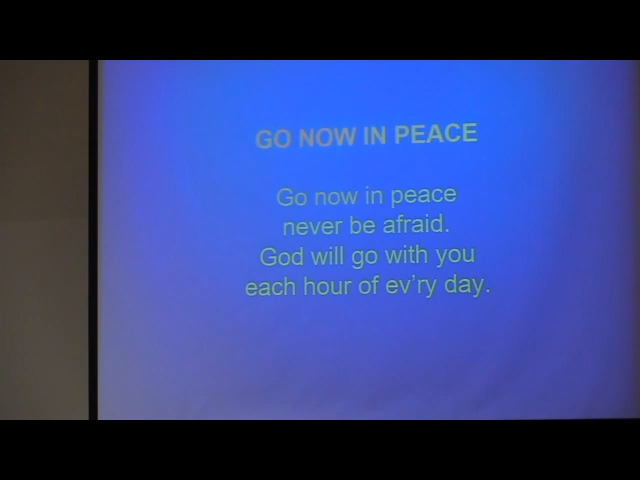 GO NOW IN PEACE
Go now in peace
never be afraid.
God will go with you
each hour of ev'ry day.